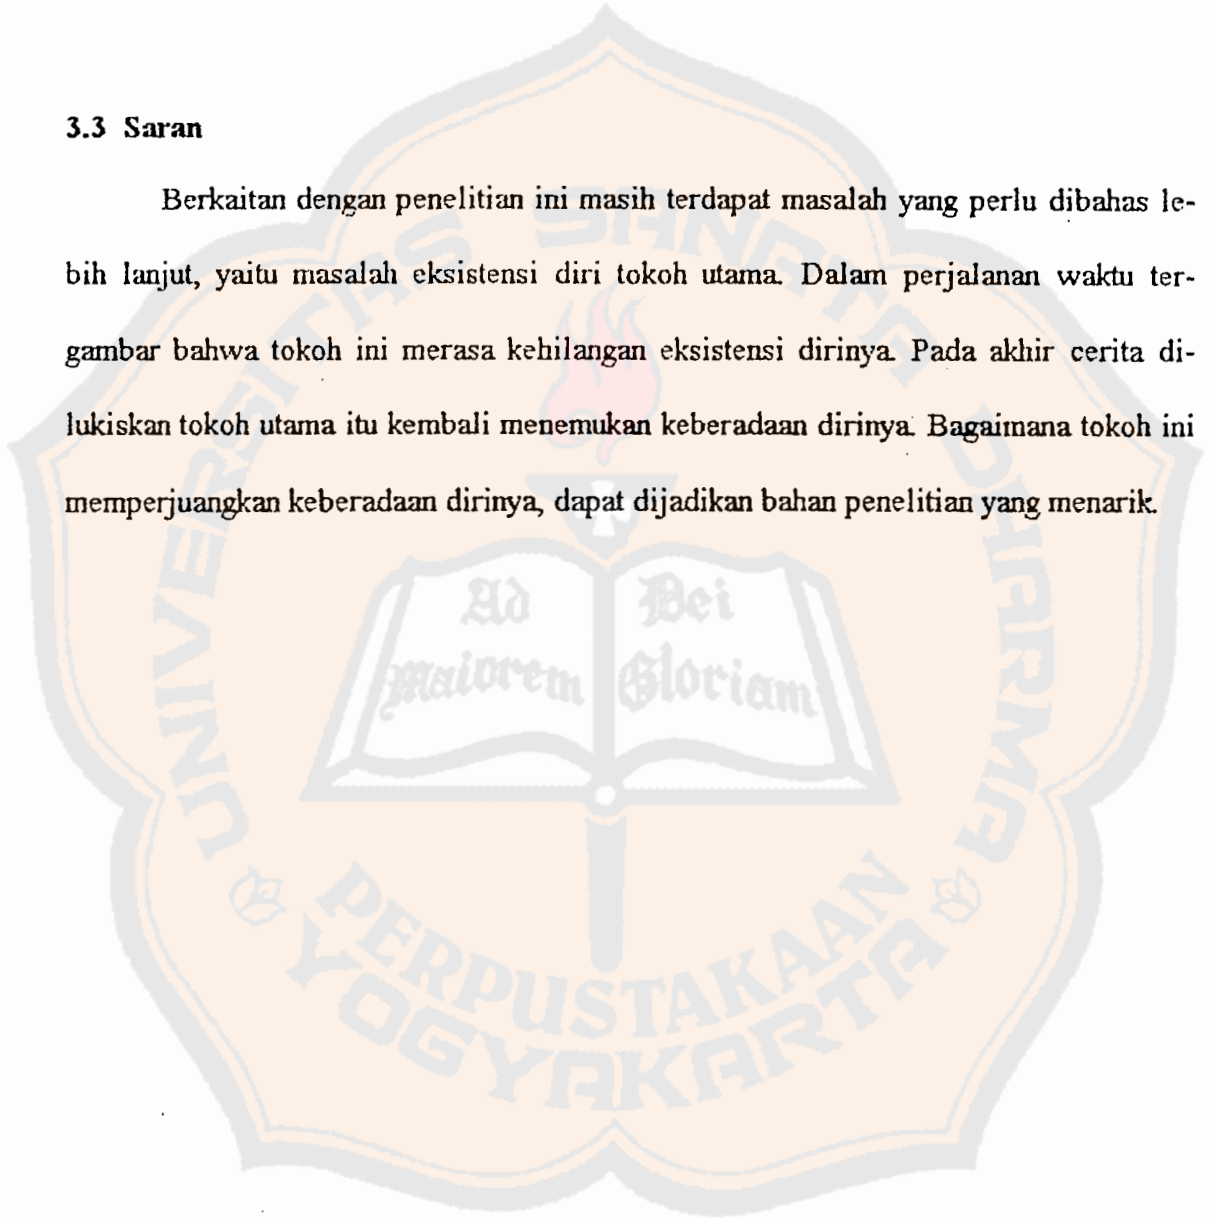 3.3 Saran
Berkaitan dengan penelitian ini masih terdapat masalah yang perlu dibahas le-
bih lanjut, yaitu masalah eksistensi diri tokoh utama. Dalam perjalanan waktu ter-
gambar bahwa tokoh ini merasa kehilangan eksistensi dirinya. Pada akhir cerita di-
lukiskan tokoh utama itu kembali menemukan keberadaan dirinya. Bagaimana tokoh ini
memperjuangkan keberadaan dirinya, dapat dijadikan bahan penelitian yang menarik.
UNIVERSITAS SANATA DHARMA
Ad Dei
maiorem Gloriam
PERPUSTAKAAN
YOGYAKARTA